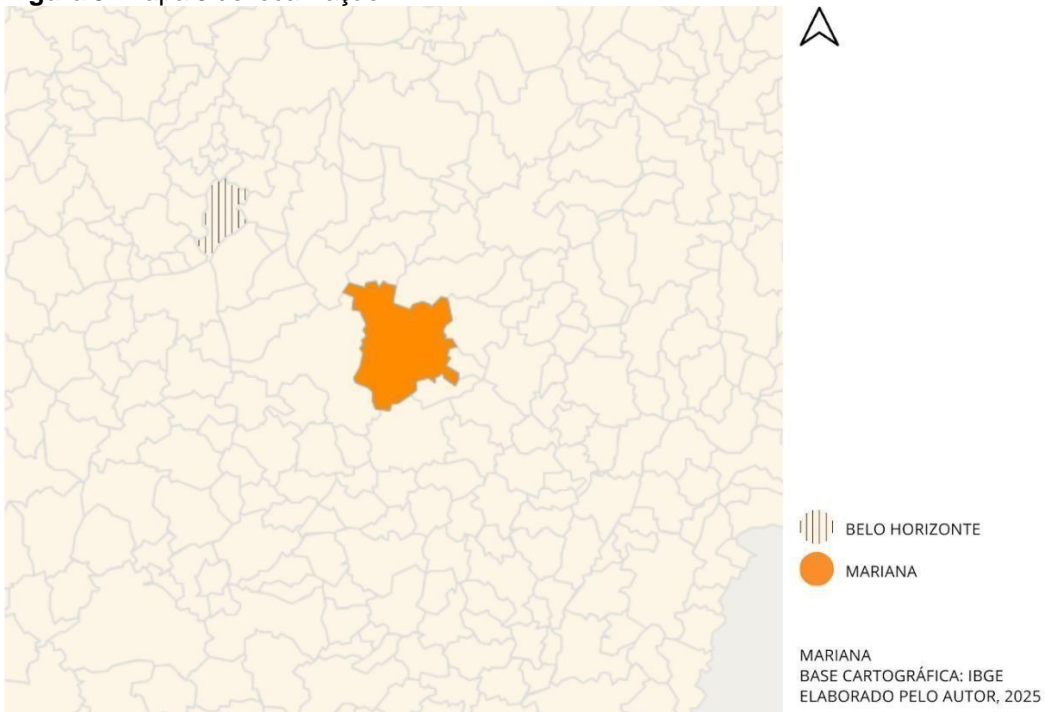 BELO HORIZONTE
MARIANA
MARIANA
BASE CARTOGRÁFICA: IBGE
ELABORADO PELO AUTOR, 2025